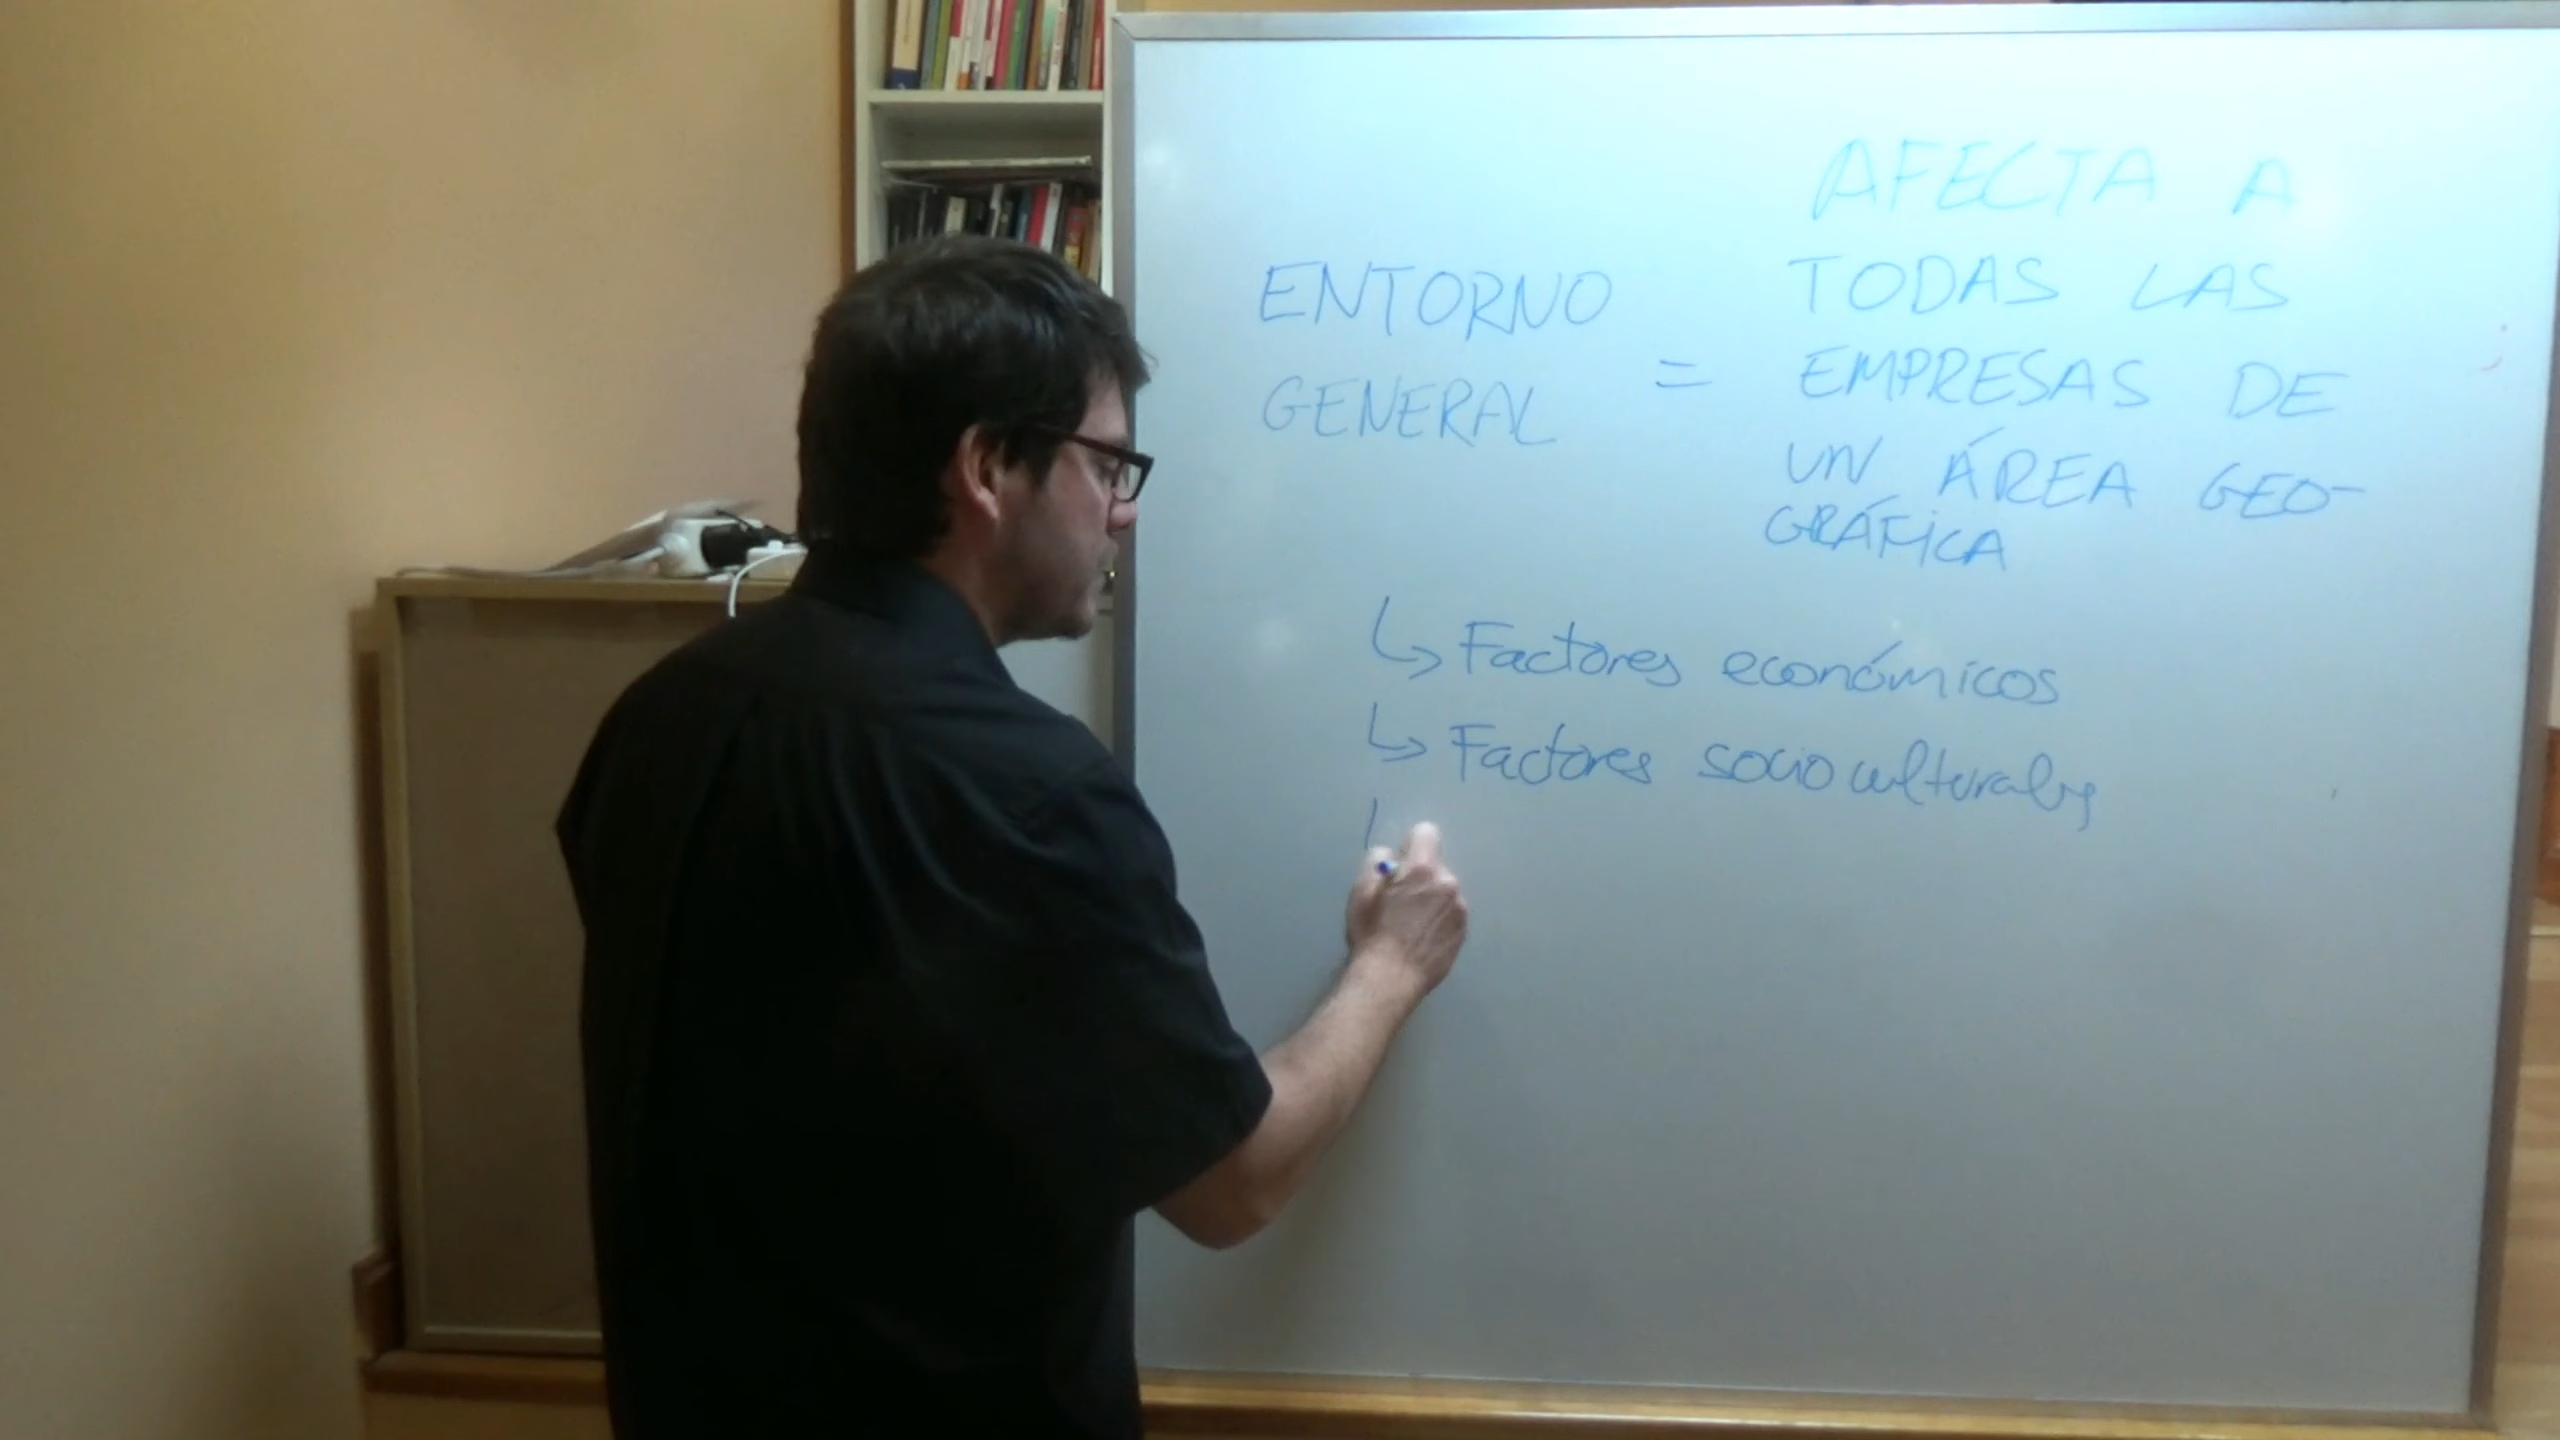 ENTORNO
GENERAL
=
AFECTA A
TODAS LAS
EMPRESAS DE
UN ÁREA GEO-
GRÁFICA
↳ Factores económicos
↳ Factores socioculturales